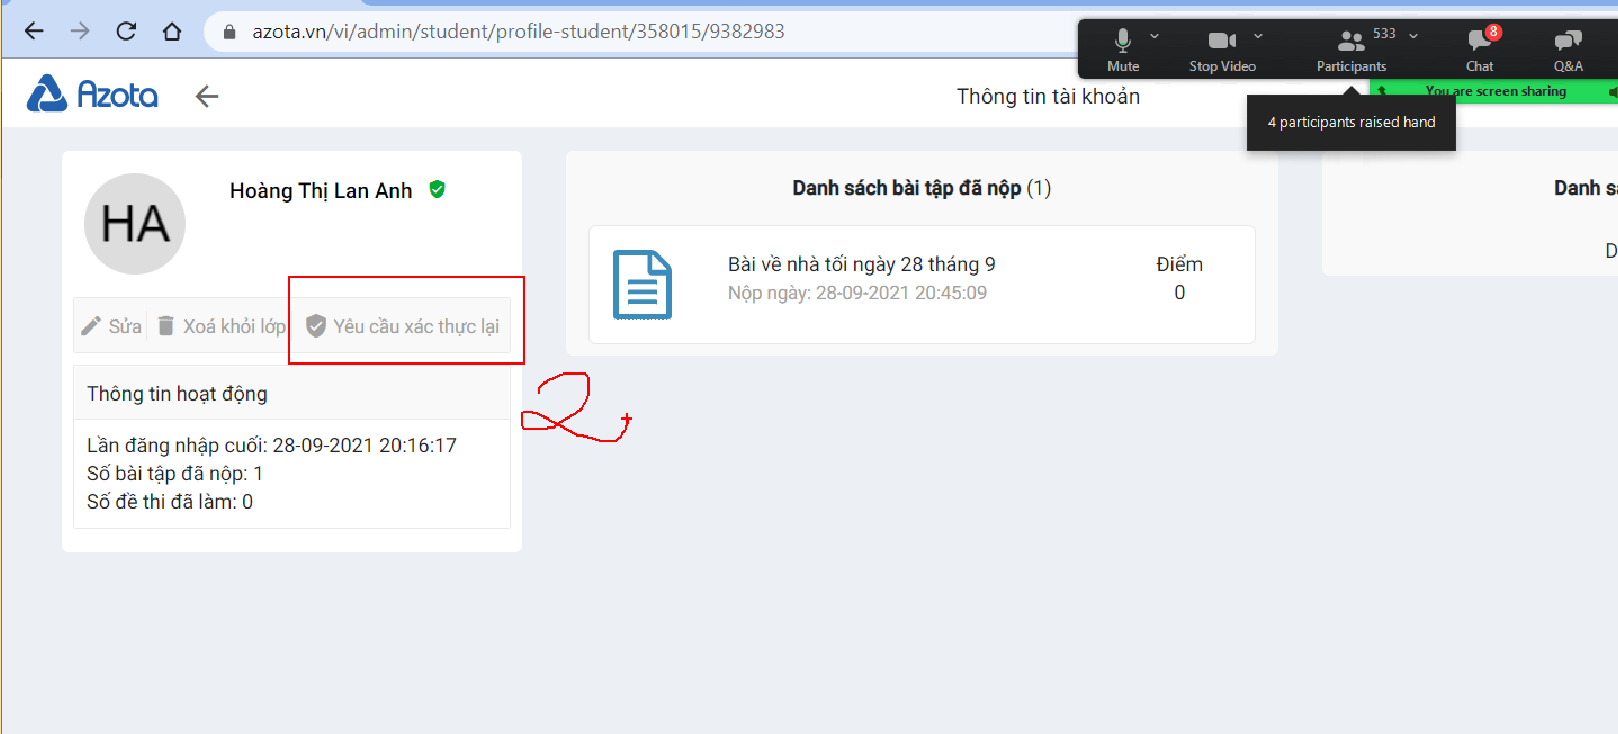 azota.vn/vi/admin/student/profile-student/358015/9382983
Mute
Stop Video
Participants
533
Chat
8
Q&A
You are screen sharing
4 participants raised hand
Azota
Thông tin tài khoản
HA
Hoàng Thị Lan Anh
Sửa
Xoá khỏi lớp
Yêu cầu xác thực lại
2
Thông tin hoạt động
Lần đăng nhập cuối: 28-09-2021 20:16:17
Số bài tập đã nộp: 1
Số đề thi đã làm: 0
Danh sách bài tập đã nộp (1)
Bài về nhà tối ngày 28 tháng 9
Nộp ngày: 28-09-2021 20:45:09
Điểm
0
Danh s
D